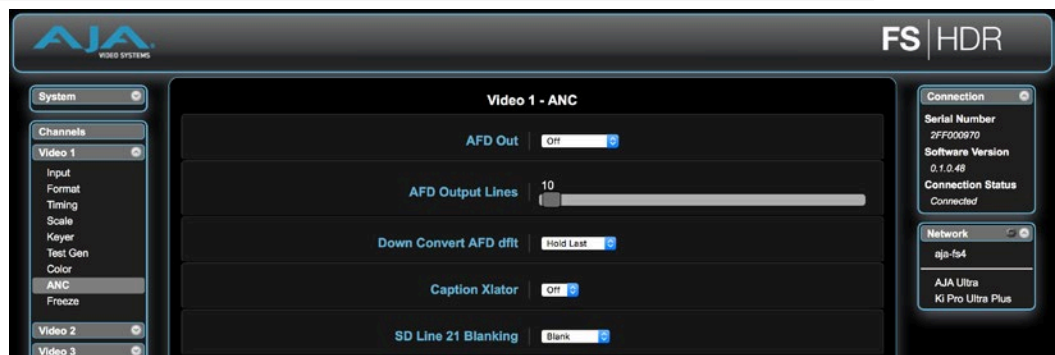 AJA
VIDEO SYSTEMS
FS|HDR
System
Channels
Video 1
Input
Format
Timing
Scale
Keyer
Test Gen
Color
ANC
Freeze
Video 2
Video 3
Video 1 - ANC
AFD Out
Off
AFD Output Lines
10
Down Convert AFD dflt
Hold Last
Caption Xlator
Off
SD Line 21 Blanking
Blank
Connection
Serial Number
2FF000970
Software Version
0.1.0.48
Connection Status
Connected
Network
aja-fs4
AJA Ultra
Ki Pro Ultra Plus